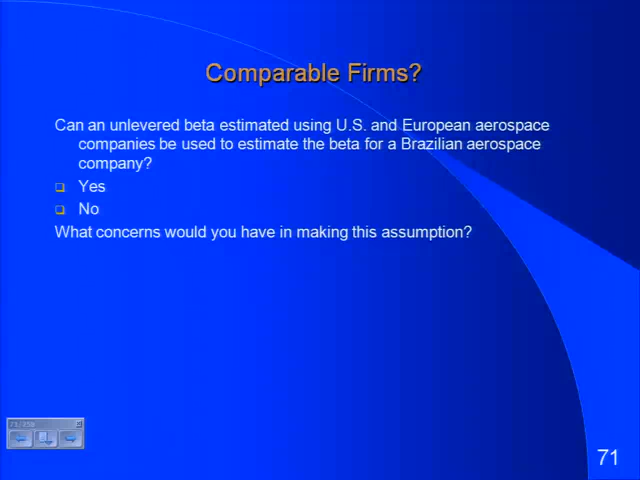 Comparable Firms?
Can an unlevered beta estimated using U.S. and European aerospace
companies be used to estimate the beta for a Brazilian aerospace
company?
Yes
No
What concerns would you have in making this assumption?
71